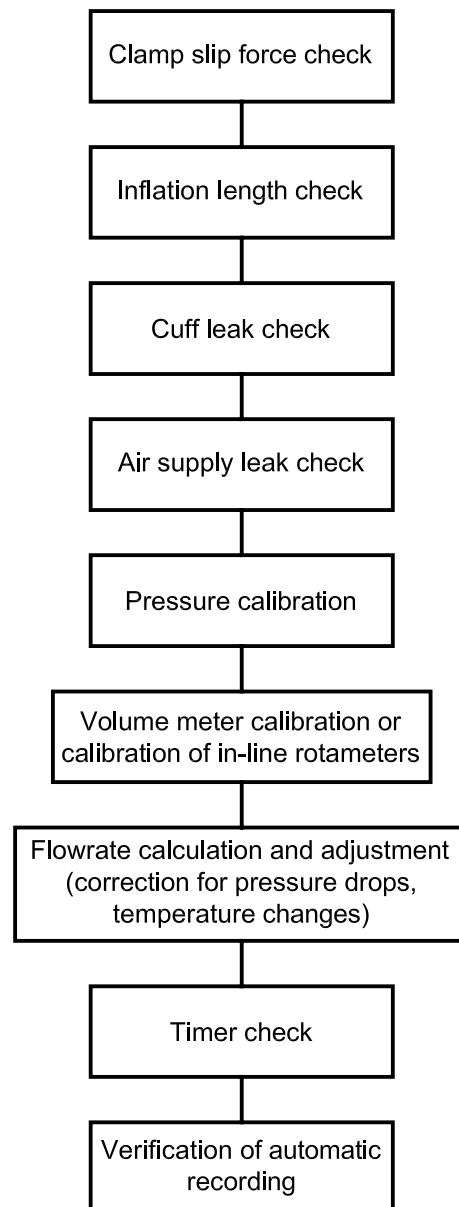 Clamp slip force check
Inflation length check
Cuff leak check
Air supply leak check
Pressure calibration
Volume meter calibration or
calibration of in-line rotameters
Flowrate calculation and adjustment
(correction for pressure drops,
temperature changes)
Timer check
Verification of automatic
recording